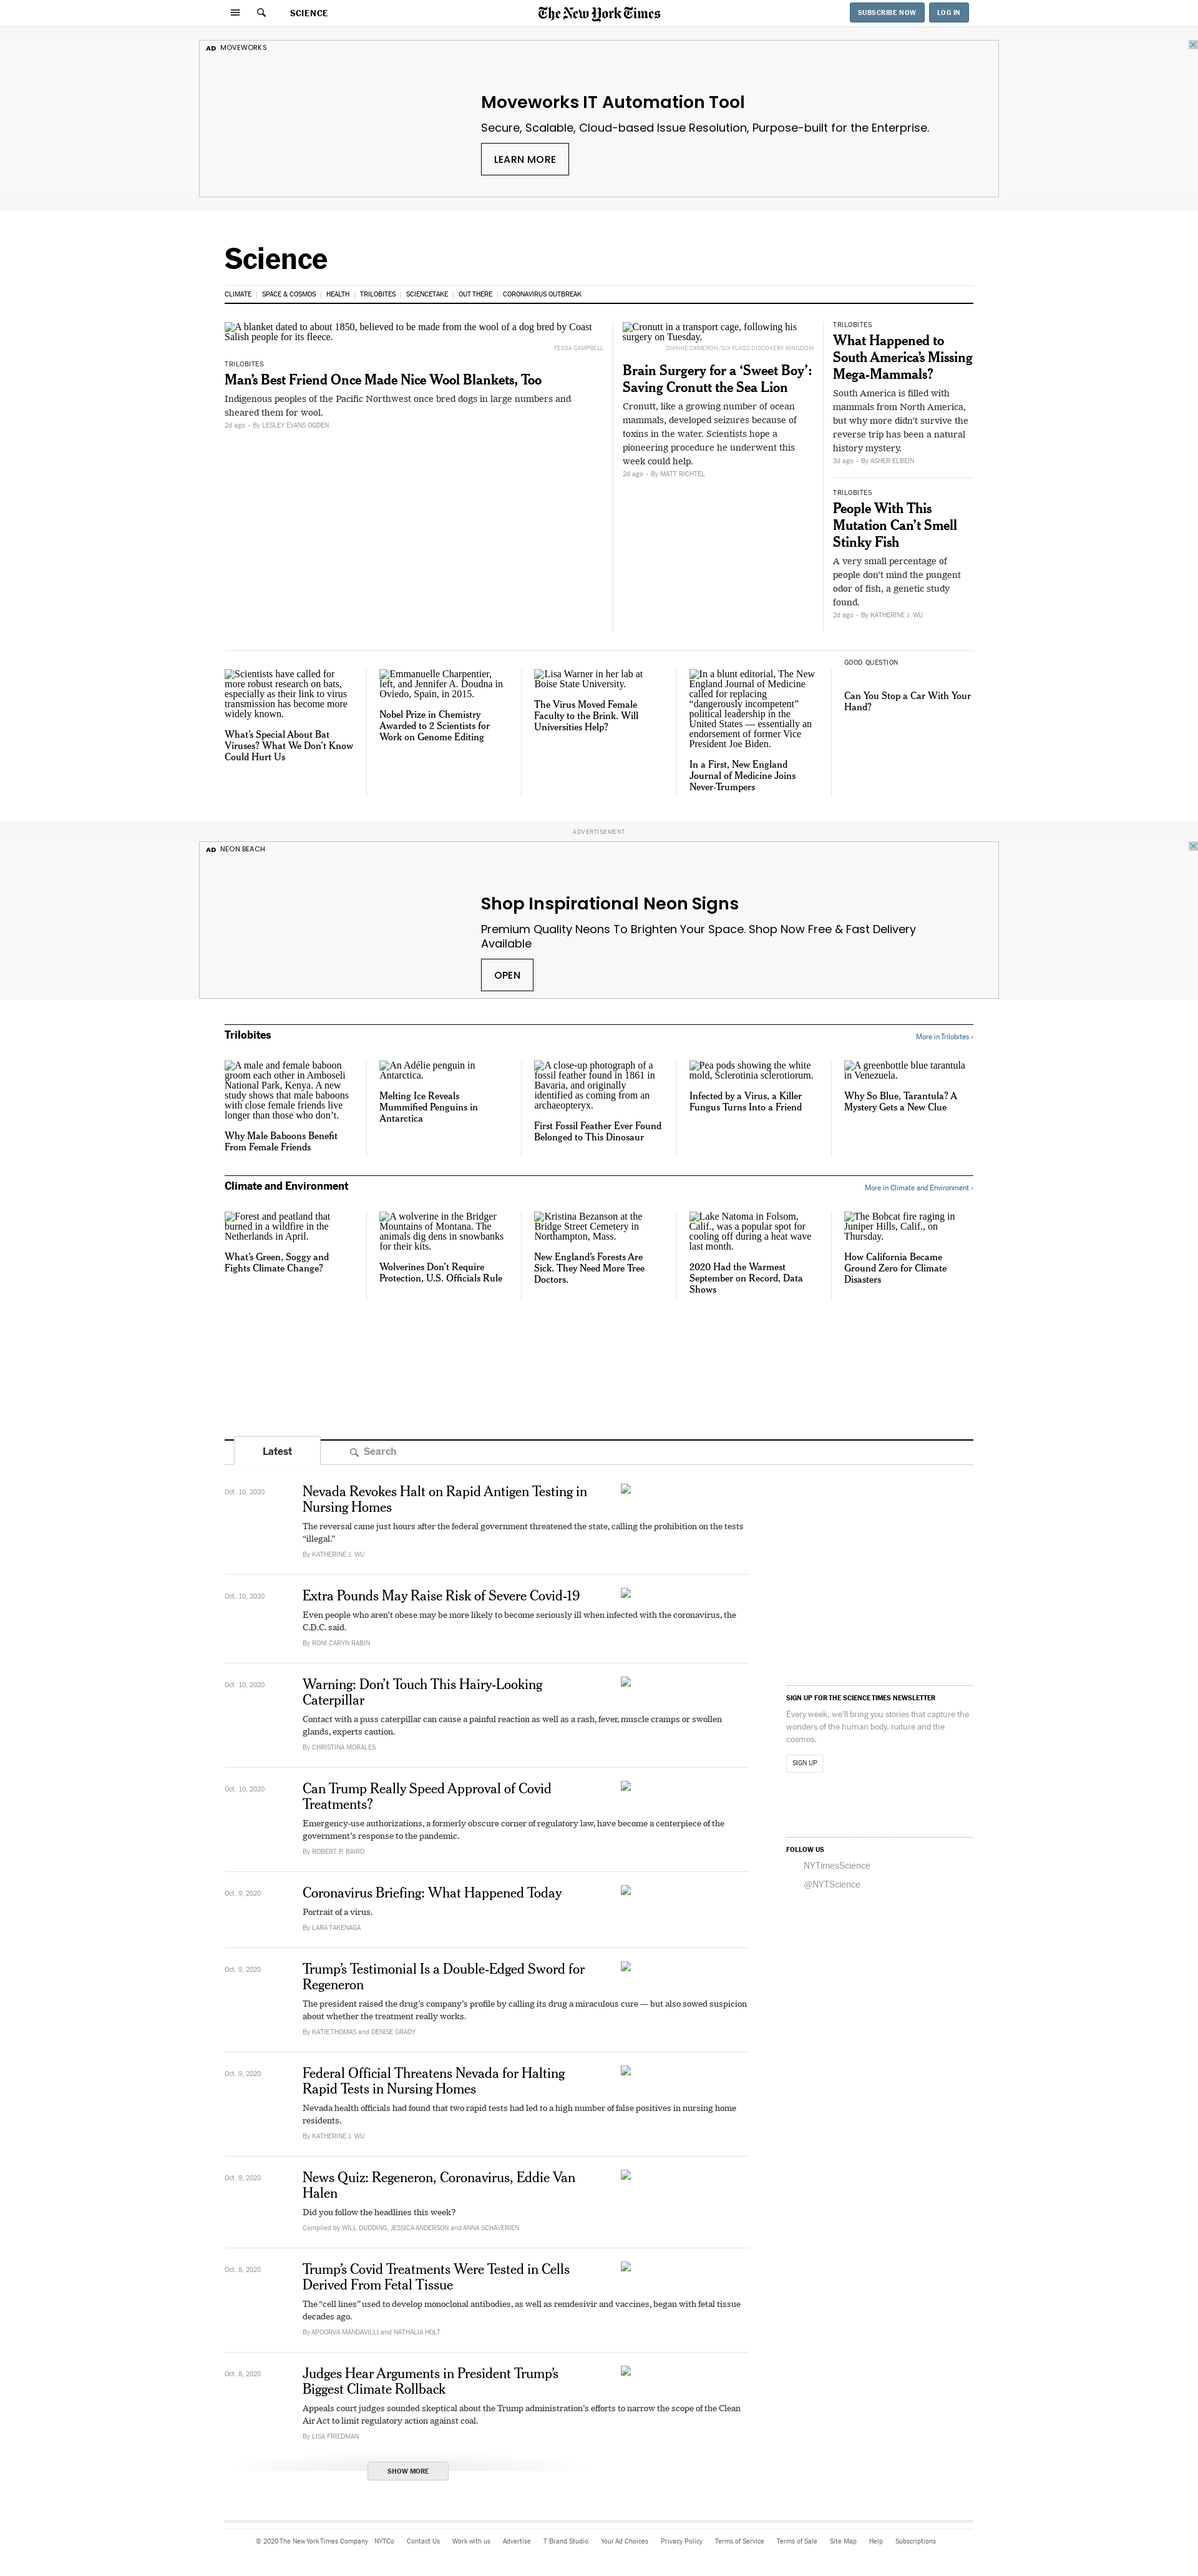 SCIENCE
The New York Times
SUBSCRIBE NOW
LOG IN
AD MOVEWORKS
Moveworks IT Automation Tool
Secure, Scalable, Cloud-based Issue Resolution, Purpose-built for the Enterprise.
LEARN MORE
Science
CLIMATE | SPACE & COSMOS | HEALTH | TRILOBITES | SCIENCETAKE | OUT THERE | CORONAVIRUS OUTBREAK
A blanket dated to about 1850, believed to be made from the wool of a dog bred by Coast
Salish people for its fleece.
TESSA CAMPBELL
TRILOBITES
Man's Best Friend Once Made Nice Wool Blankets, Too
Indigenous peoples of the Pacific Northwest once bred dogs in large numbers and
sheared them for wool.
2d ago - By LESLEY EVANS OGDEN
Cronutt in a transport cage, following his
surgery on Tuesday.
DIANNE CAMERON/SIX FLAGS DISCOVERY KINGDOM
Brain Surgery for a ‘Sweet Boy’:
Saving Cronutt the Sea Lion
Cronutt, like a growing number of ocean
mammals, developed seizures because of
toxins in the water. Scientists hope a
pioneering procedure he underwent this
week could help.
2d ago - By MATT RICHTEL
TRILOBITES
What Happened to
South America’s Missing
Mega-Mammals?
South America is filled with
mammals from North America,
but why more didn’t survive the
reverse trip has been a natural
history mystery.
3d ago - By ASHER ELBEIN
TRILOBITES
People With This
Mutation Can’t Smell
Stinky Fish
A very small percentage of
people don’t mind the pungent
odor of fish, a genetic study
found.
2d ago - By KATHERINE J. WU
Scientists have called for
more robust research on bats,
especially as their link to virus
transmission has become more
widely known.
What’s Special About Bat
Viruses? What We Don’t Know
Could Hurt Us
Emmanuelle Charpentier,
left, and Jennifer A. Doudna in
Oviedo, Spain, in 2015.
Nobel Prize in Chemistry
Awarded to 2 Scientists for
Work on Genome Editing
Lisa Warner in her lab at
Boise State University.
The Virus Moved Female
Faculty to the Brink. Will
Universities Help?
In a blunt editorial, The New
England Journal of Medicine
called for replacing
“dangerously incompetent”
political leadership in the
United States — essentially an
endorsement of former Vice
President Joe Biden.
In a First, New England
Journal of Medicine Joins
Never-Trumpers
GOOD QUESTION
Can You Stop a Car With Your
Hand?
ADVERTISEMENT
AD NEON BEACH
Shop Inspirational Neon Signs
Premium Quality Neons To Brighten Your Space. Shop Now Free & Fast Delivery
Available
OPEN
Trilobites
More in Trilobites ›
A male and female baboon
groom each other in Amboseli
National Park, Kenya. A new
study shows that male baboons
with close female friends live
longer than those who don’t.
Why Male Baboons Benefit
From Female Friends
An Adélie penguin in
Antarctica.
Melting Ice Reveals
Mummified Penguins in
Antarctica
A close-up photograph of a
fossil feather found in 1861 in
Bavaria, and originally
identified as coming from an
archaeopteryx.
First Fossil Feather Ever Found
Belonged to This Dinosaur
Pea pods showing the white
mold, Sclerotinia sclerotiorum.
Infected by a Virus, a Killer
Fungus Turns Into a Friend
A greenbottle blue tarantula
in Venezuela.
Why So Blue, Tarantula? A
Mystery Gets a New Clue
Climate and Environment
More in Climate and Environment ›
Forest and peatland that
burned in a wildfire in the
Netherlands in April.
What’s Green, Soggy and
Fights Climate Change?
A wolverine in the Bridger
Mountains of Montana. The
animals dig dens in snowbanks
for their kits.
Wolverines Don’t Require
Protection, U.S. Officials Rule
Kristina Bezanson at the
Bridge Street Cemetery in
Northampton, Mass.
New England’s Forests Are
Sick. They Need More Tree
Doctors.
Lake Natoma in Folsom,
Calif., was a popular spot for
cooling off during a heat wave
last month.
2020 Had the Warmest
September on Record, Data
Shows
The Bobcat fire raging in
Juniper Hills, Calif., on
Thursday.
How California Became
Ground Zero for Climate
Disasters
Latest
Search
Oct. 10, 2020
Nevada Revokes Halt on Rapid Antigen Testing in
Nursing Homes
The reversal came just hours after the federal government threatened the state, calling the prohibition on the tests
“illegal.”
By KATHERINE J. WU
Oct. 10, 2020
Extra Pounds May Raise Risk of Severe Covid-19
Even people who aren’t obese may be more likely to become seriously ill when infected with the coronavirus, the
C.D.C. said.
By RONI CARYN RABIN
Oct. 10, 2020
Warning: Don’t Touch This Hairy-Looking
Caterpillar
Contact with a puss caterpillar can cause a painful reaction as well as a rash, fever, muscle cramps or swollen
glands, experts caution.
By CHRISTINA MORALES
Oct. 10, 2020
Can Trump Really Speed Approval of Covid
Treatments?
Emergency-use authorizations, a formerly obscure corner of regulatory law, have become a centerpiece of the
government’s response to the pandemic.
By ROBERT P. BAIRD
Oct. 9, 2020
Coronavirus Briefing: What Happened Today
Portrait of a virus.
By LARA TAKENAGA
Oct. 9, 2020
Trump’s Testimonial Is a Double-Edged Sword for
Regeneron
The president raised the drug’s company’s profile by calling its drug a miraculous cure — but also sowed suspicion
about whether the treatment really works.
By KATIE THOMAS and DENISE GRADY
Oct. 9, 2020
Federal Official Threatens Nevada for Halting
Rapid Tests in Nursing Homes
Nevada health officials had found that two rapid tests had led to a high number of false positives in nursing home
residents.
By KATHERINE J. WU
Oct. 9, 2020
News Quiz: Regeneron, Coronavirus, Eddie Van
Halen
Did you follow the headlines this week?
Compiled by WILL DUDDING, JESSICA ANDERSON and ANNA SCHAVERIEN
Oct. 8, 2020
Trump’s Covid Treatments Were Tested in Cells
Derived From Fetal Tissue
The “cell lines” used to develop monoclonal antibodies, as well as remdesivir and vaccines, began with fetal tissue
decades ago.
By APOORVA MANDAVILLI and NATHALIA HOLT
Oct. 8, 2020
Judges Hear Arguments in President Trump’s
Biggest Climate Rollback
Appeals court judges sounded skeptical about the Trump administration’s efforts to narrow the scope of the Clean
Air Act to limit regulatory action against coal.
By LISA FRIEDMAN
SHOW MORE
SIGN UP FOR THE SCIENCE TIMES NEWSLETTER
Every week, we’ll bring you stories that capture the
wonders of the human body, nature and the
cosmos.
SIGN UP
FOLLOW US
NYTimesScience
@NYTScience
© 2020 The New York Times Company NYTCo Contact Us Work with us Advertise T Brand Studio Your Ad Choices Privacy Policy Terms of Service Terms of Sale Site Map Help Subscriptions